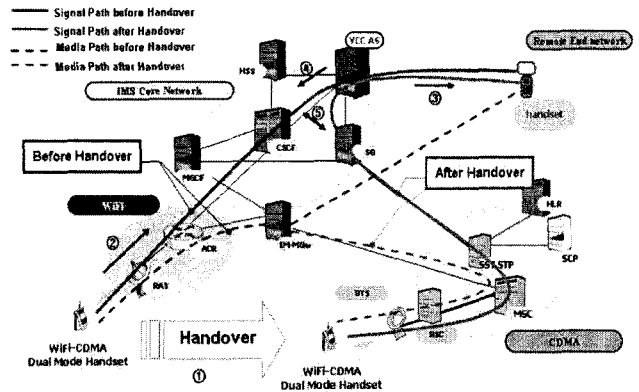 Signal Path before Handover
Signal Path after Handover
Media Path before Handover
Media Path after Handover
VCC AS
Remote End network
HSS
④
IMS Core Network
③
⑤
handset
CSCF
SG
MGCF
Before Handover
After Handover
HLR
WiFi
②
ACR
IM-MGW
SS7 STP
SCP
RAS
BTS
MSC
BSC
Handover
CDMA
WiFi-CDMA
Dual Mode Handset
①
WiFi-CDMA
Dual Mode Handset